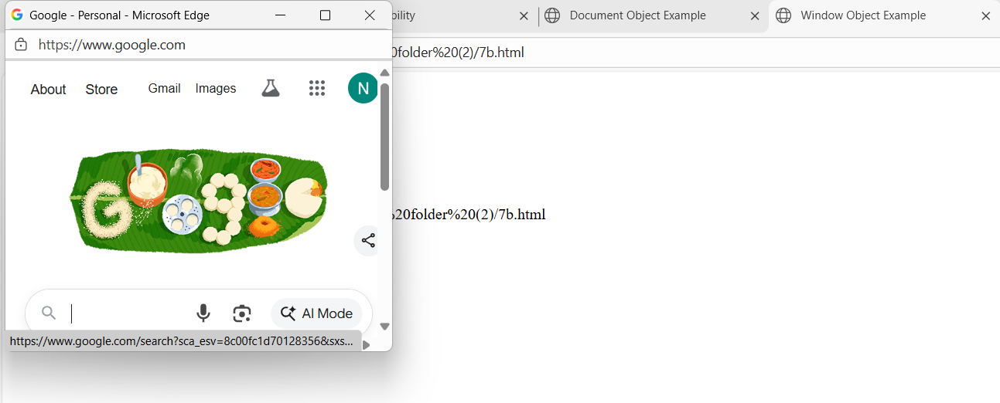 Google - Personal - Microsoft Edge
bility
Document Object Example
Window Object Example
https://www.google.com
0folder%20(2)/7b.html
About Store Gmail Images N
G
%20folder%20(2)/7b.html
AI Mode
https://www.google.com/search?sca_esv=8c00fc1d70128356&sxs...